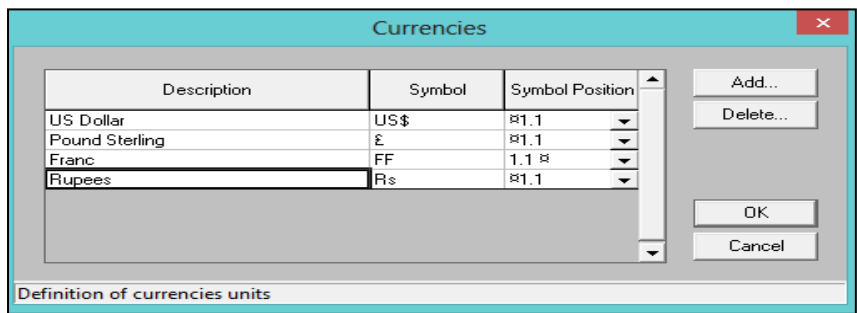 Currencies
Description Symbol Symbol Position
Add...
US Dollar US$ ¤1.1
Delete...
Pound Sterling £ ¤1.1
Franc FF 1.1 ¤
Rupees Rs ¤1.1
OK
Cancel
Definition of currencies units